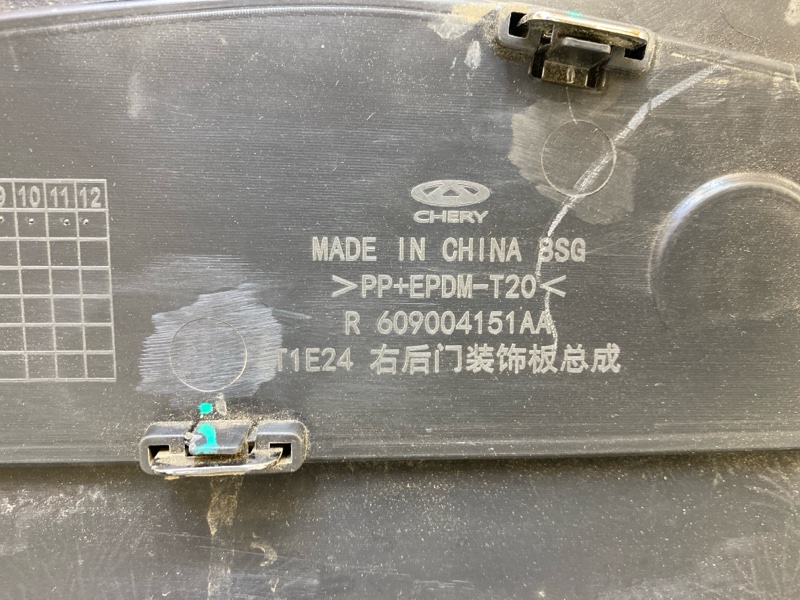 10 11 12
CHERY
MADE IN CHINA BSG
>PP+EPDM-T20<
R 609004151AA
T1E24 右后门装饰板总成